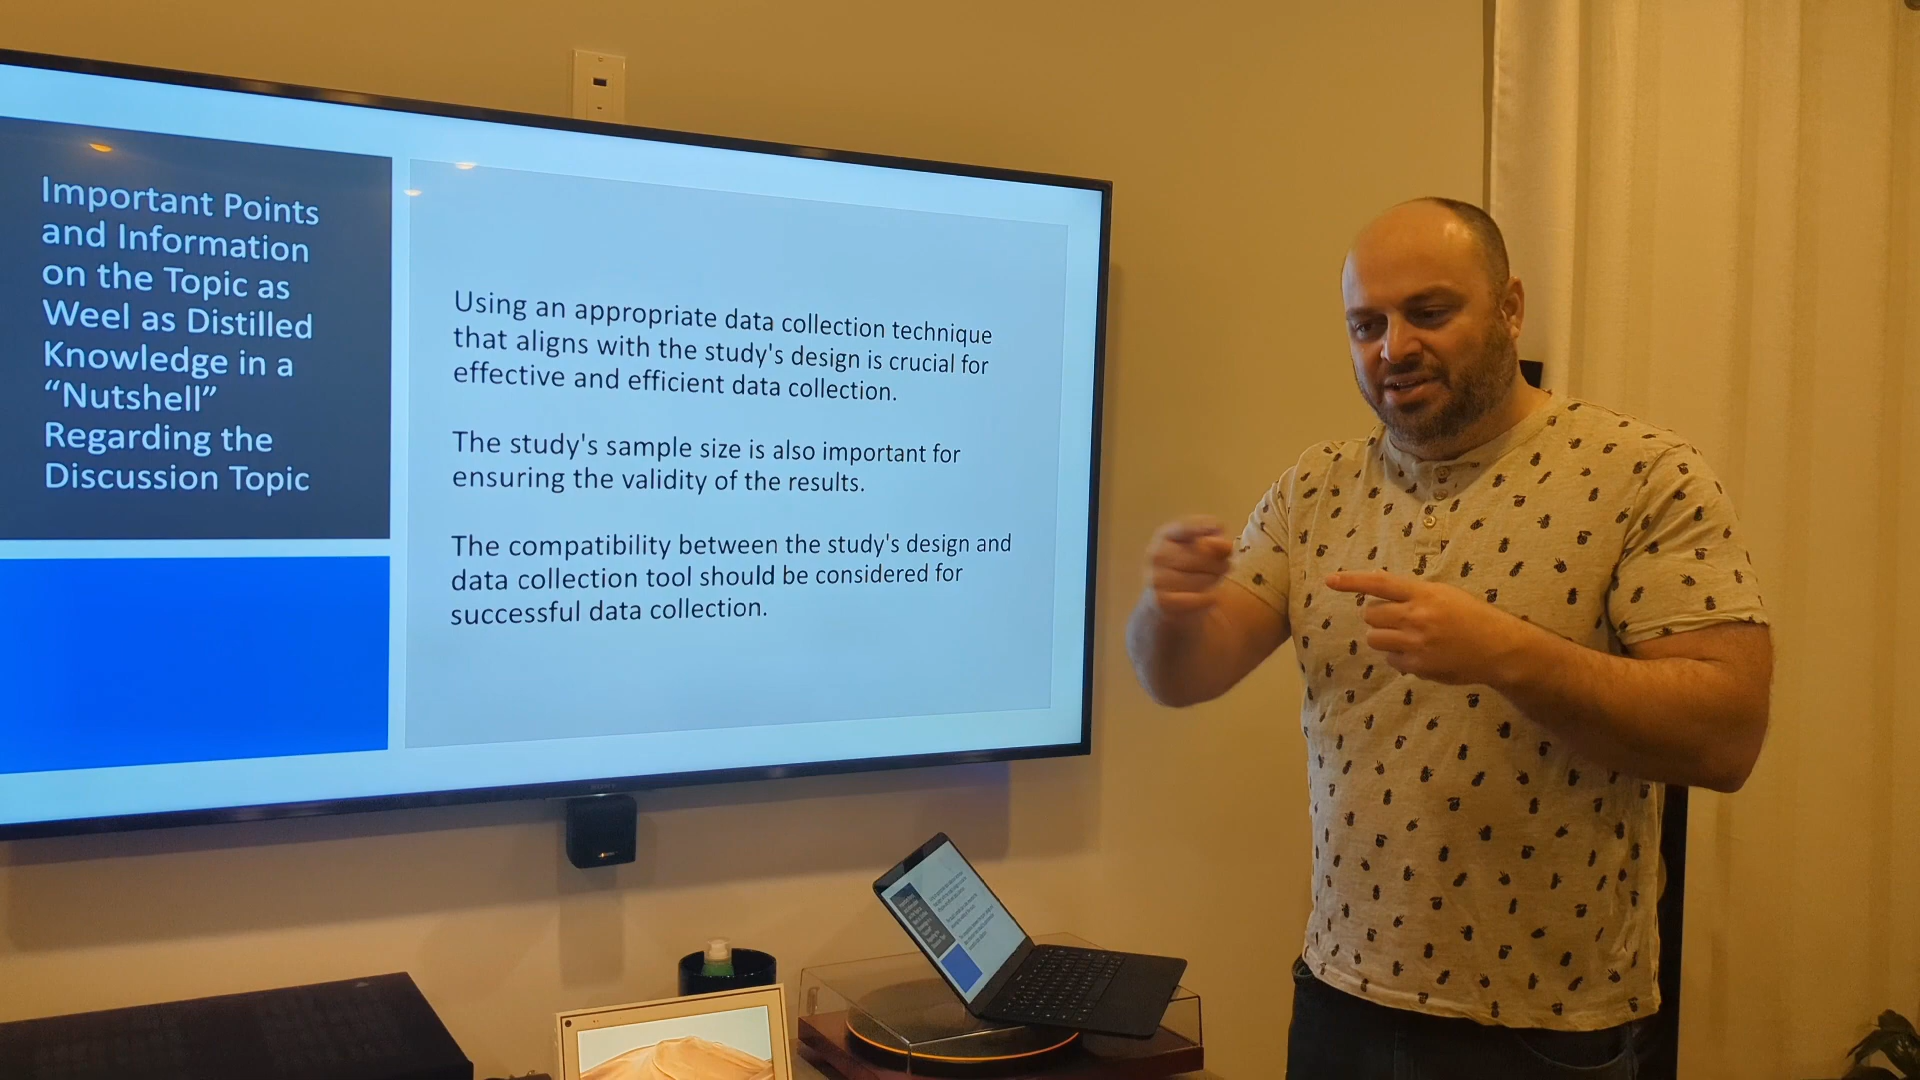 Important Points
and Information
on the Topic as
Weel as Distilled
Knowledge in a
“Nutshell”
Regarding the
Discussion Topic
Using an appropriate data collection technique
that aligns with the study's design is crucial for
effective and efficient data collection.
The study's sample size is also important for
ensuring the validity of the results.
The compatibility between the study's design and
data collection tool should be considered for
successful data collection.
SONY